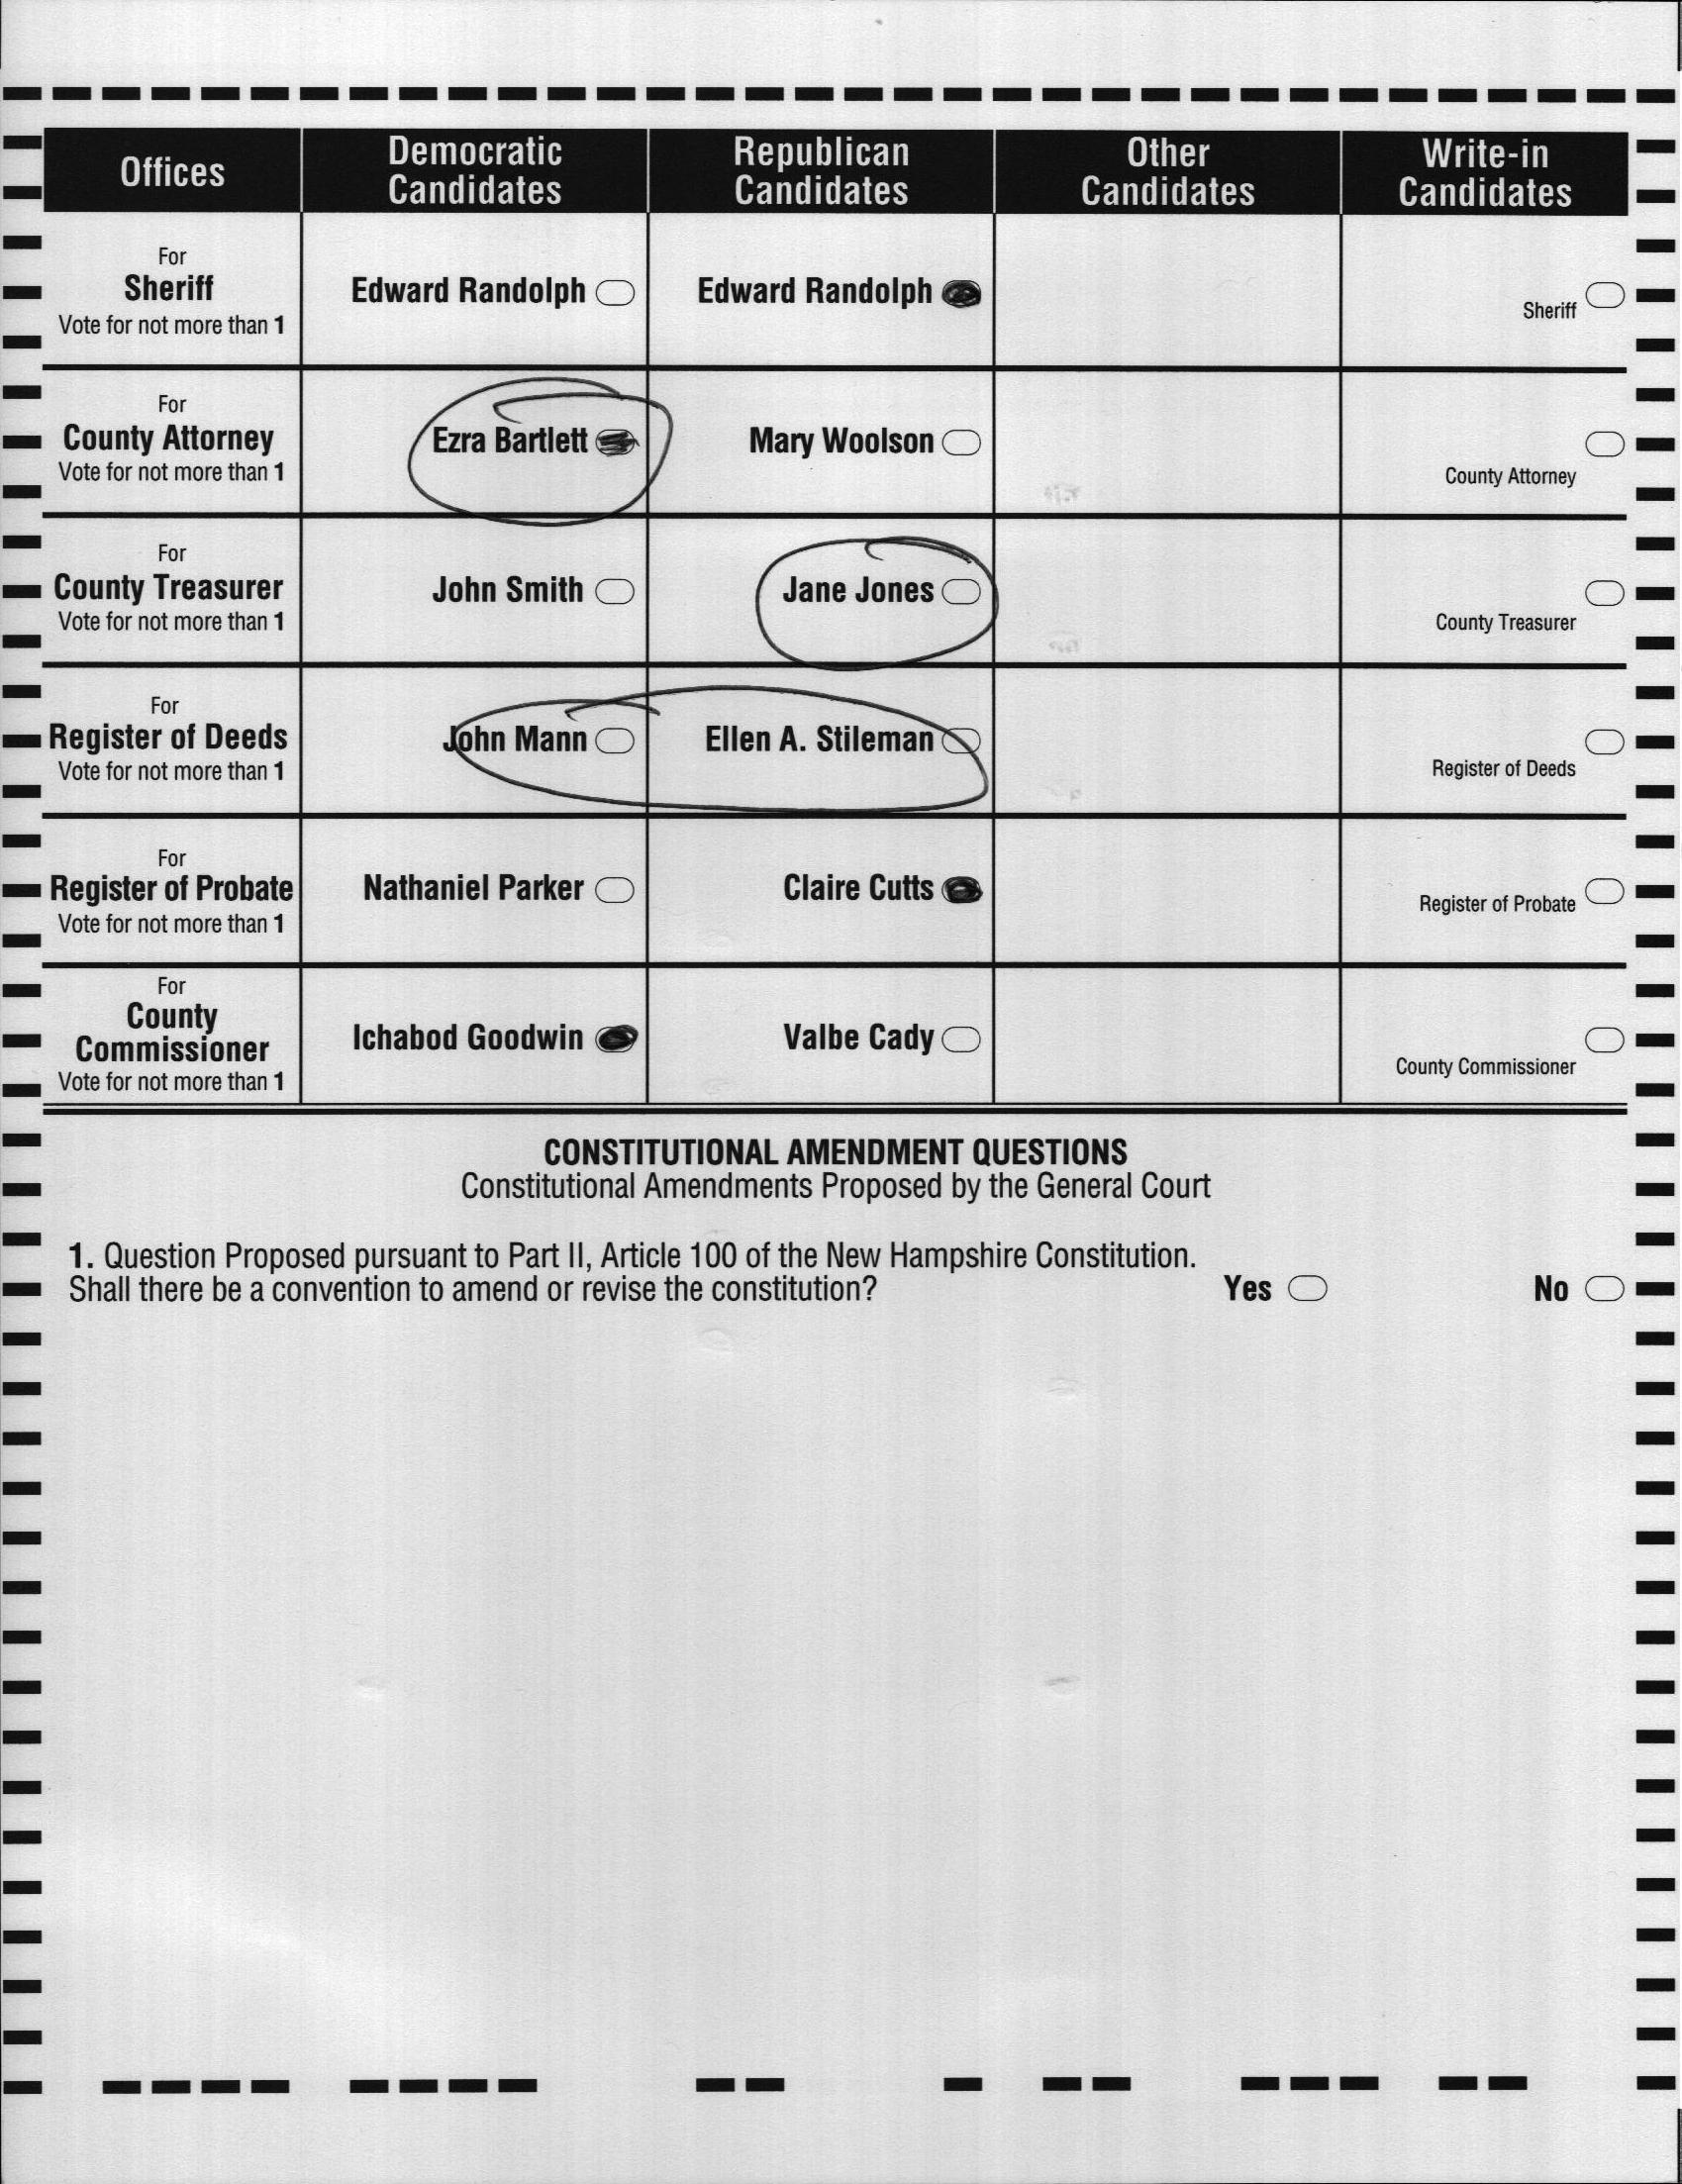 Offices
Democratic
Candidates
Republican
Candidates
Other
Candidates
Write-in
Candidates
For
Sheriff
Vote for not more than 1
Edward Randolph
Edward Randolph
Sheriff
For
County Attorney
Vote for not more than 1
Ezra Bartlett
Mary Woolson
County Attorney
For
County Treasurer
Vote for not more than 1
John Smith
Jane Jones
County Treasurer
For
Register of Deeds
Vote for not more than 1
John Mann
Ellen A. Stileman
Register of Deeds
For
Register of Probate
Vote for not more than 1
Nathaniel Parker
Claire Cutts
Register of Probate
For
County
Commissioner
Vote for not more than 1
Ichabod Goodwin
Valbe Cady
County Commissioner
CONSTITUTIONAL AMENDMENT QUESTIONS
Constitutional Amendments Proposed by the General Court
1. Question Proposed pursuant to Part II, Article 100 of the New Hampshire Constitution.
Shall there be a convention to amend or revise the constitution? Yes No